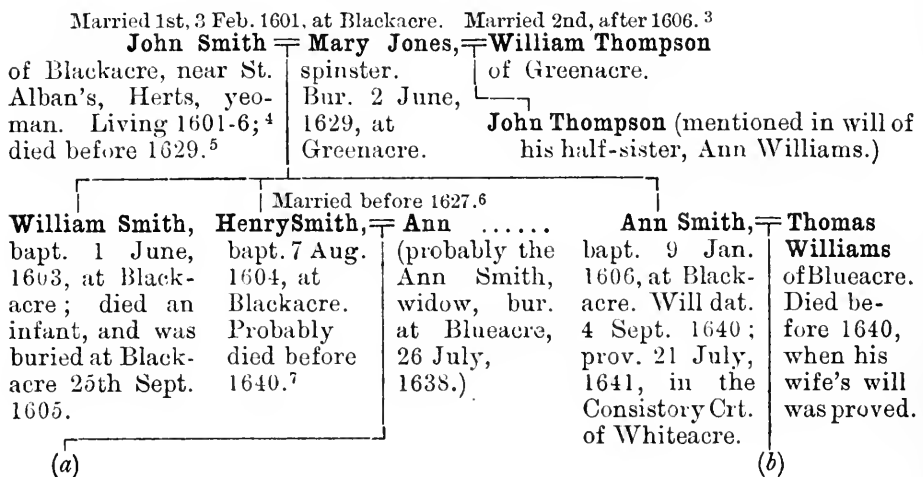 Married 1st, 3 Feb. 1601, at Blackacre. Married 2nd, after 1606. ³
John Smith = Mary Jones, = William Thompson
of Blackacre, near St.
Alban's, Herts, yeo-
man. Living 1601-6; ⁴
died before 1629.⁵
spinster.
Bur. 2 June,
1629, at
Greenacre.
of Greenacre.
John Thompson (mentioned in will of
his half-sister, Ann Williams.)
William Smith,
bapt. 1 June,
1603, at Black-
acre; died an
infant, and was
buried at Black-
acre 25th Sept.
1605.
Married before 1627.⁶
Henry Smith, = Ann ......
bapt. 7 Aug.
1604, at
Blackacre.
Probably
died before
1640.⁷
(probably the
Ann Smith,
widow, bur.
at Blueacre,
26 July,
1638.)
Ann Smith, = Thomas
bapt. 9 Jan.
1606, at Black-
acre. Will dat.
4 Sept. 1640;
prov. 21 July,
1641, in the
Consistory Crt.
of Whiteacre.
Williams
of Blueacre.
Died be-
fore 1640,
when his
wife's will
was proved.
(a)
(b)